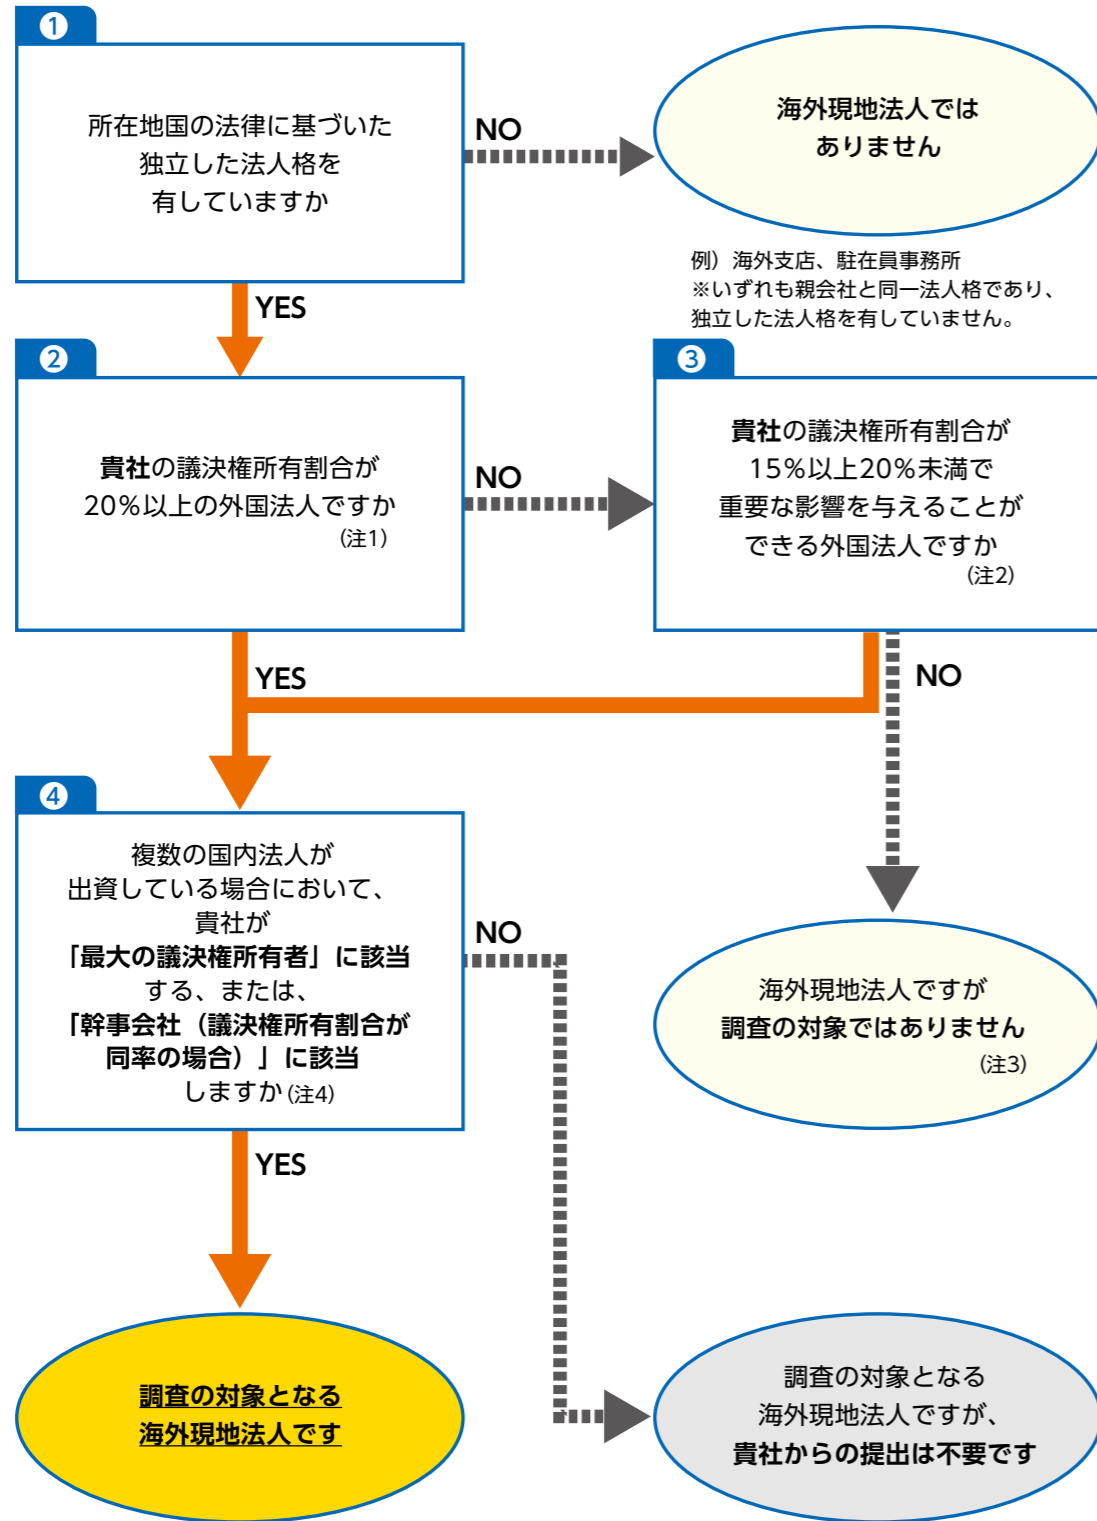 1
所在地国の法律に基づいた
独立した法人格を
有していますか
NO
海外現地法人では
ありません
例）海外支店、駐在員事務所
※いずれも親会社と同一法人格であり、
独立した法人格を有していません。
YES
2
貴社の議決権所有割合が
20%以上の外国法人ですか
(注1)
NO
3
貴社の議決権所有割合が
15%以上20%未満で
重要な影響を与えることが
できる外国法人ですか
(注2)
YES
NO
4
複数の国内法人が
出資している場合において、
貴社が
「最大の議決権所有者」に該当
する、または、
「幹事会社（議決権所有割合が
同率の場合）」に該当
しますか(注4)
NO
海外現地法人ですが
調査の対象ではありません
(注3)
YES
調査の対象となる
海外現地法人です
調査の対象となる
海外現地法人ですが、
貴社からの提出は不要です